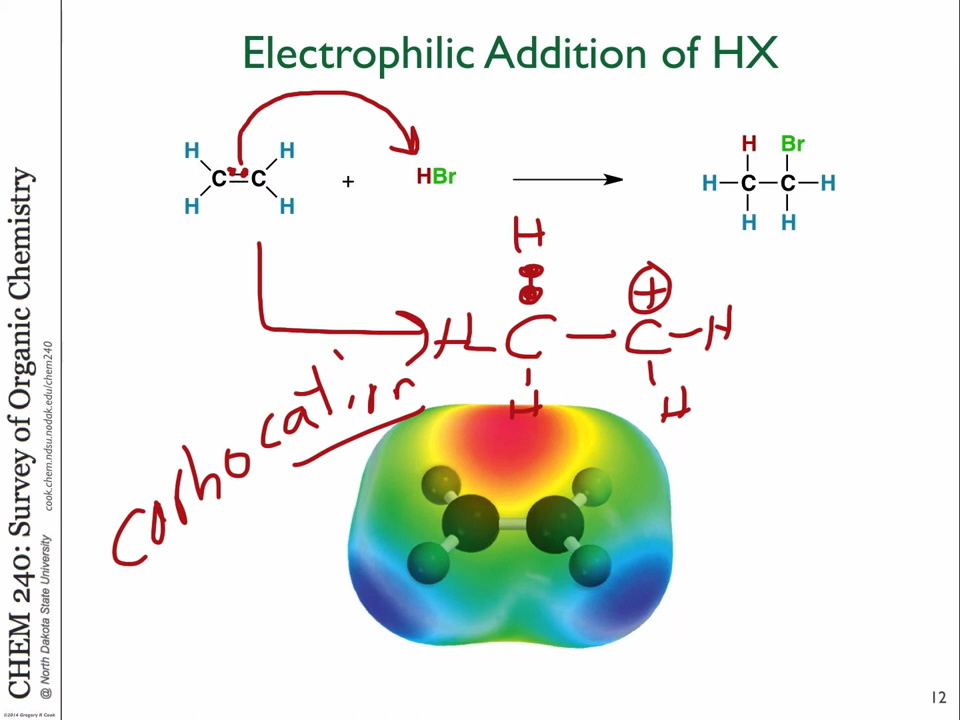 Electrophilic Addition of HX
H H
C=C
H H
+
HBr
H Br
H—C—C—H
H H
H
H—C—C—H
+
H H
carbocation
CHEM 240: Survey of Organic Chemistry
@ North Dakota State University cook.chem.ndsu.nodak.edu/chem240
©2014 Gregory R Cook
12